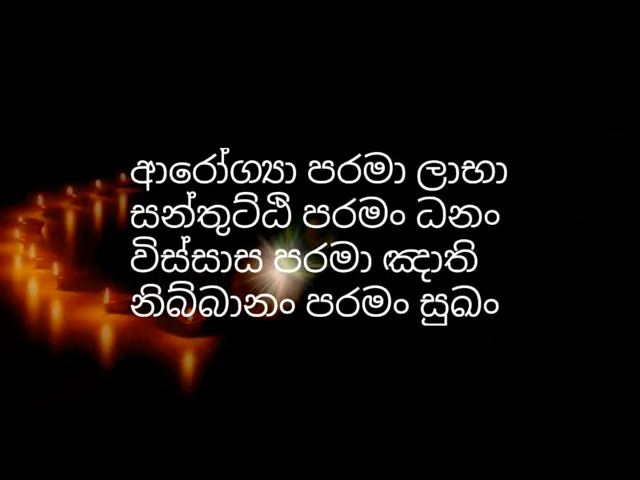 ආරෝග්‍යා පරමා ලාභා
සන්තුට්ඨි පරමං ධනං
විස්සාස පරමා ඤාති
නිබ්බානං පරමං සුඛං